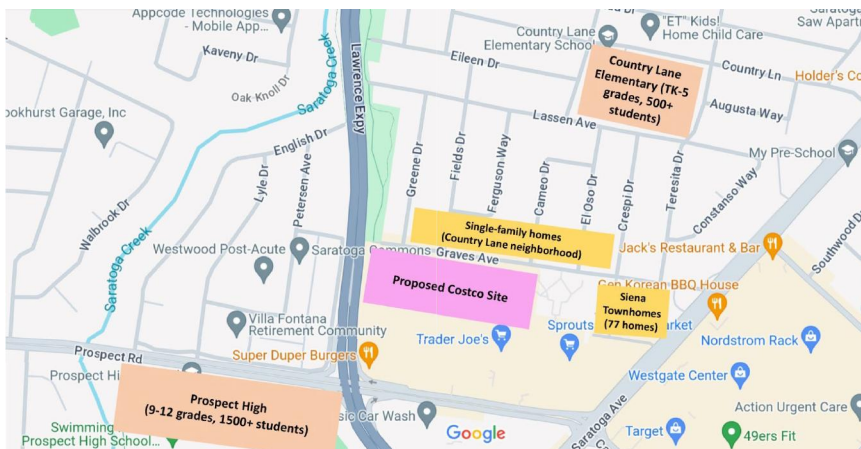 Appcode Technologies
- Mobile App...
Kaveny Dr
Oak Knoll Dr
Saratoga Creek
Lawrence Expy
Country Lane
Elementary School
"ET" Kids!
Home Child Care
Saratoga
Saw Apart
Eileen Dr
Country Lane
Elementary (TK-5
grades, 500+
students)
Country Ln
Holder's Co
ookhurst Garage, Inc
Augusta Way
Lassen Ave
English Dr
My Pre-School
Walbrook Dr
Lyle Dr
Petersen Ave
Greene Dr
Fields Dr
Ferguson Way
Cameo Dr
El Oso Dr
Crespi Dr
Teresita Dr
Constanso Way
Southwood D
Saratoga Creek
Single-family homes
(Country Lane neighborhood)
Jack's Restaurant & Bar
Westwood Post-Acute
Saratoga Commons
Graves Ave
Gen Korean BBQ House
Proposed Costco Site
Siena
Townhomes
(77 homes)
Villa Fontana
Retirement Community
Trader Joe's
Sprouts
arket
Nordstrom Rack
Prospect Rd
Super Duper Burgers
Westgate Center
Prospect Hi
Prospect High
(9-12 grades, 1500+ students)
sic Car Wash
Saratoga Ave
Action Urgent Care
Swimming
Prospect High School...
Google
Target
49ers Fit